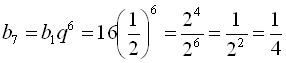 b₇ = b₁q⁶ = 16(1/2)⁶ = 2⁴/2⁶ = 1/2² = 1/4